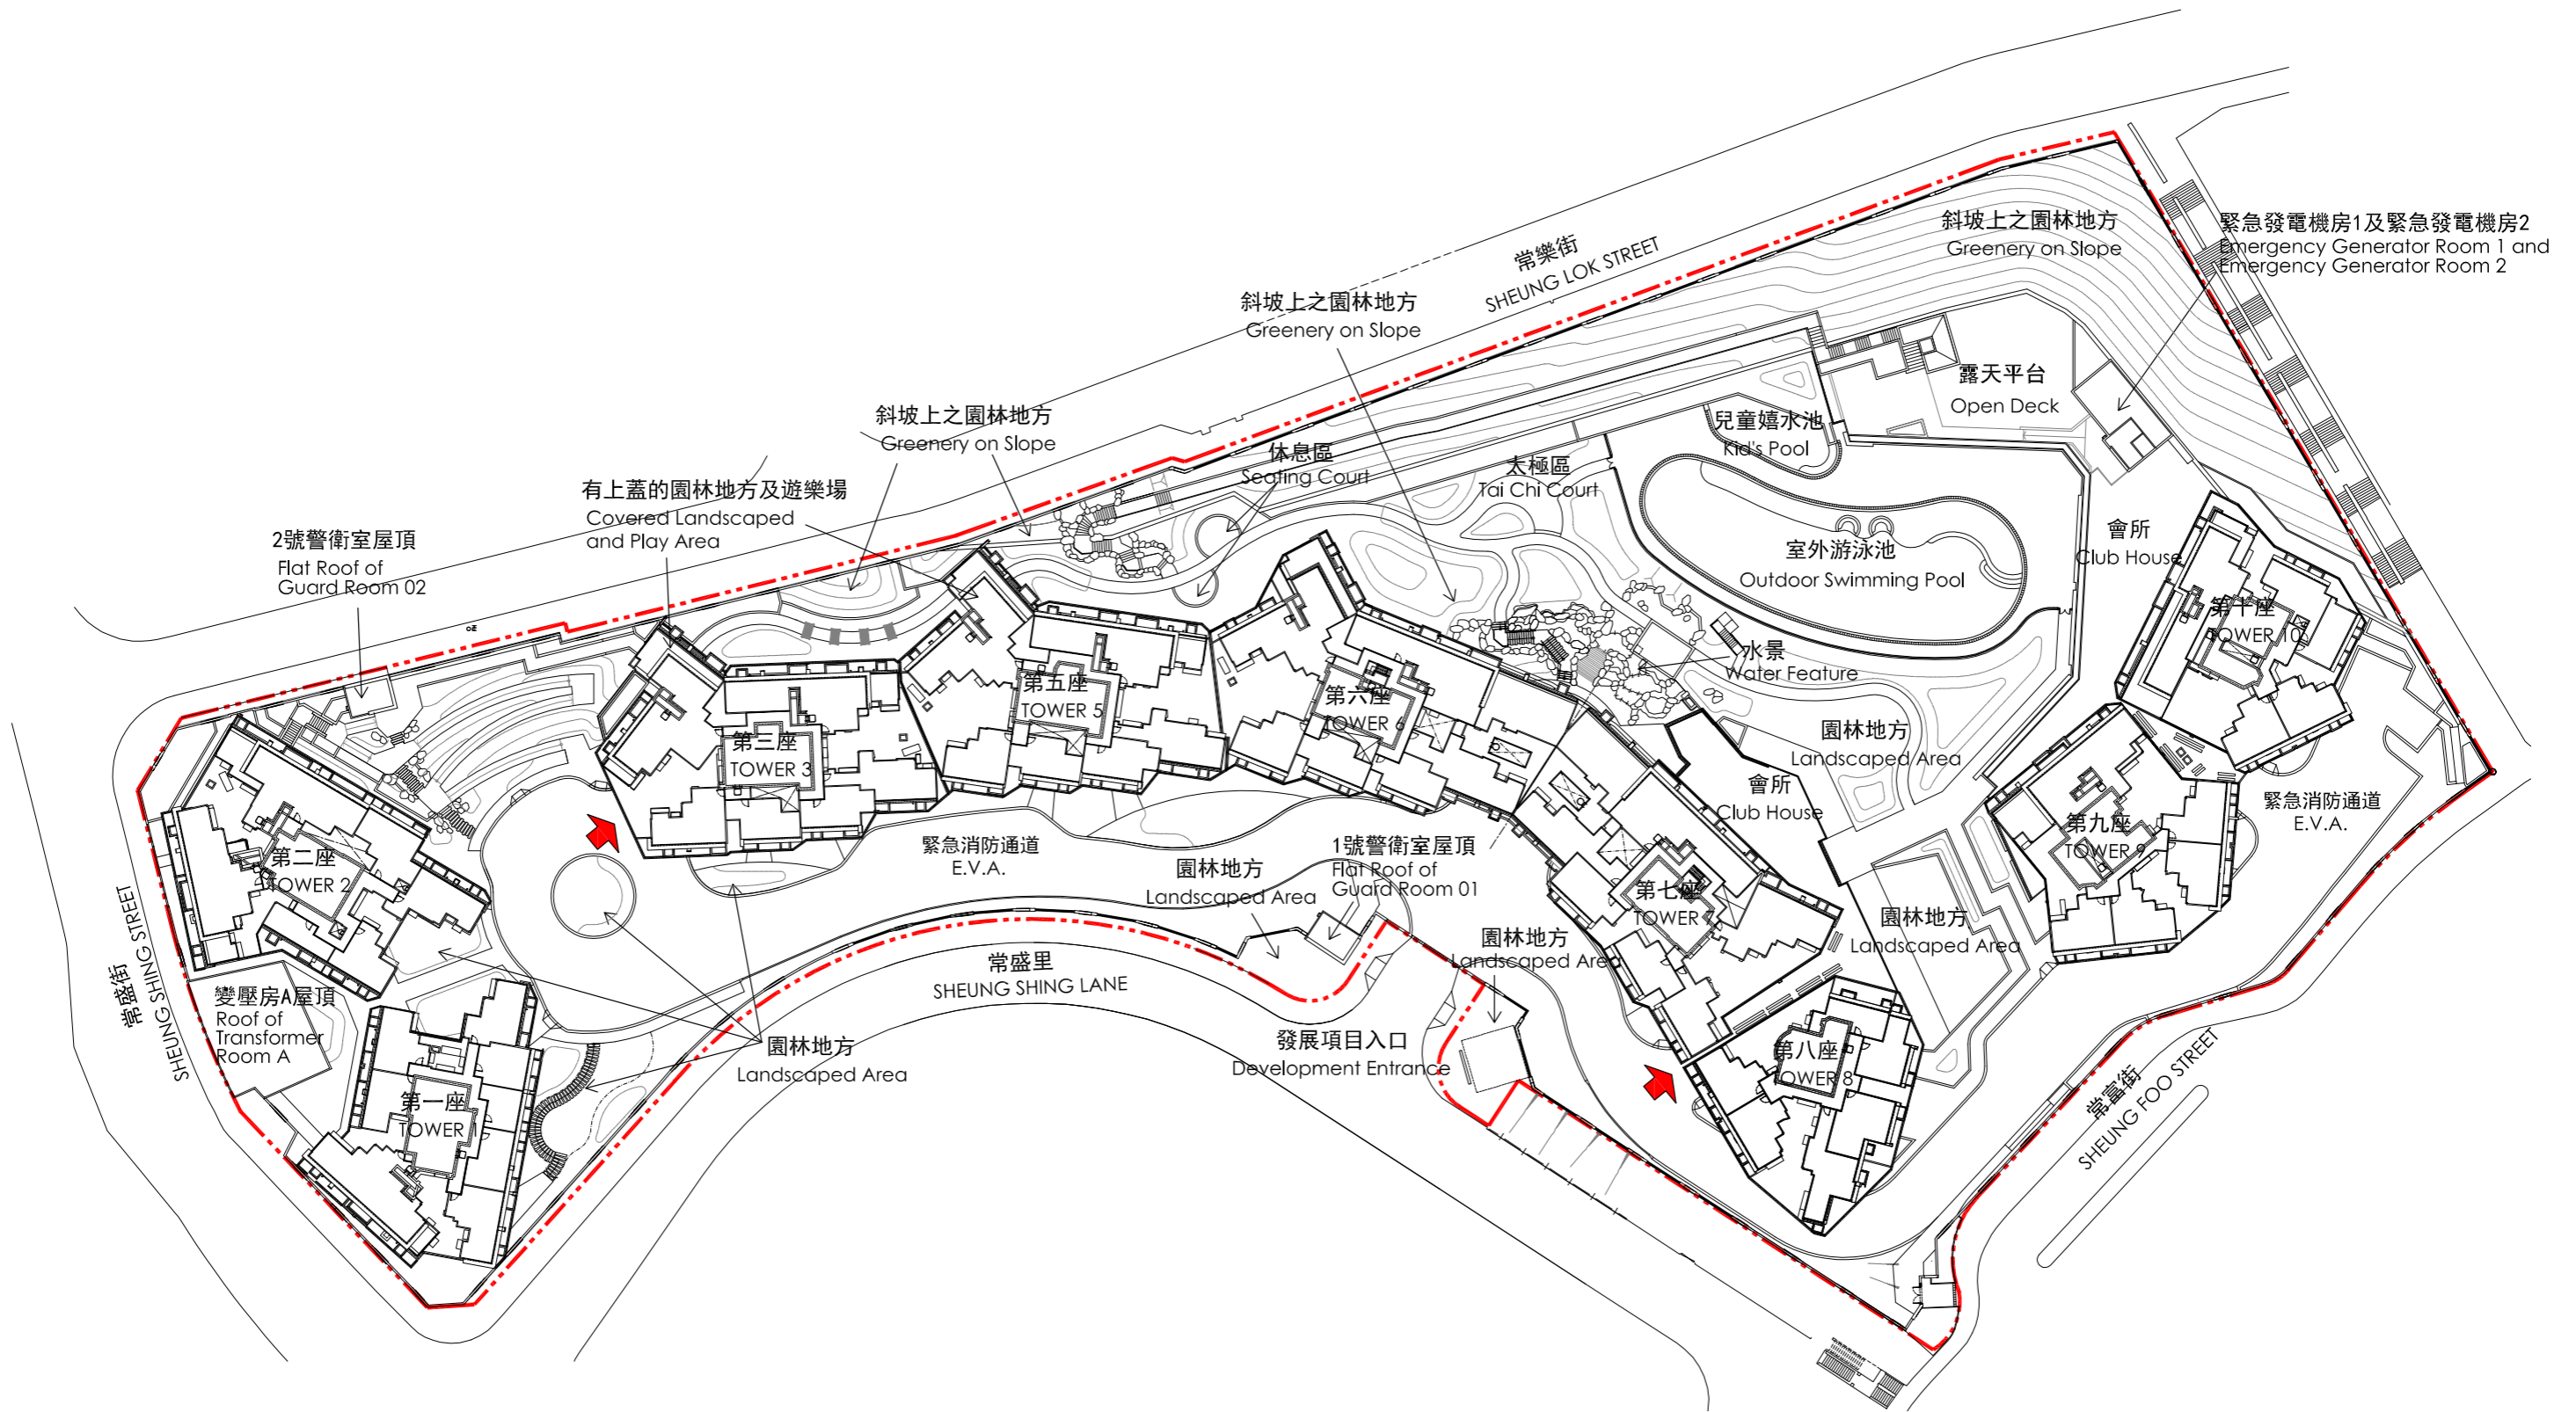 常樂街
SHEUNG LOK STREET
斜坡上之園林地方
Greenery on Slope
緊急發電機房1及緊急發電機房2
Emergency Generator Room 1 and
Emergency Generator Room 2
斜坡上之園林地方
Greenery on Slope
露天平台
Open Deck
斜坡上之園林地方
Greenery on Slope
兒童嬉水池
Kid's Pool
休息區
Seating Court
太極區
Tai Chi Court
有上蓋的園林地方及遊樂場
Covered Landscaped
and Play Area
2號警衛室屋頂
Flat Roof of
Guard Room 02
室外游泳池
Outdoor Swimming Pool
會所
Club House
第十座
TOWER 10
水景
Water Feature
第五座
TOWER 5
第六座
TOWER 6
第三座
TOWER 3
園林地方
Landscaped Area
會所
Club House
緊急消防通道
E.V.A.
第九座
TOWER 9
緊急消防通道
E.V.A.
1號警衛室屋頂
Flat Roof of
Guard Room 01
園林地方
Landscaped Area
第二座
TOWER 2
第七座
TOWER 7
園林地方
Landscaped Area
園林地方
Landscaped Area
常盛街
SHEUNG SHING STREET
常盛里
SHEUNG SHING LANE
變壓房A屋頂
Roof of
Transformer
Room A
發展項目入口
Development Entrance
園林地方
Landscaped Area
第八座
TOWER 8
第一座
TOWER 1
常富街
SHEUNG FOO STREET